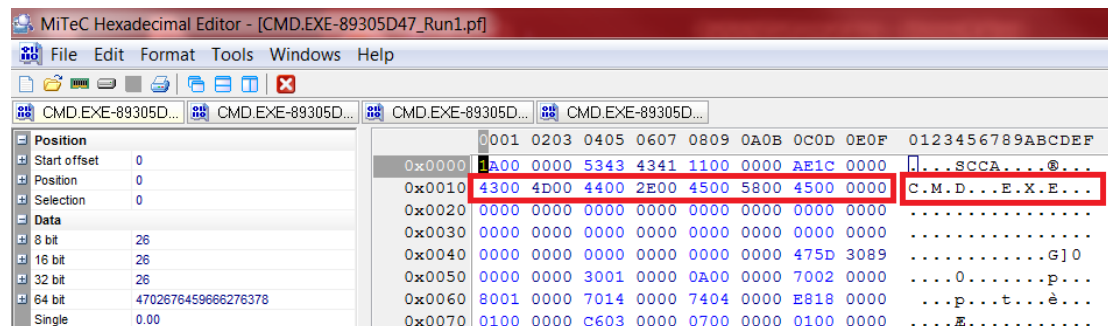 MiTeC Hexadecimal Editor - [CMD.EXE-89305D47_Run1.pf]
File Edit Format Tools Windows Help
CMD.EXE-89305D... CMD.EXE-89305D... CMD.EXE-89305D... CMD.EXE-89305D...
Position
Start offset 0
Position 0
Selection 0
Data
8 bit 26
16 bit 26
32 bit 26
64 bit 4702676459666276378
Single 0.00
0001 0203 0405 0607 0809 0A0B 0C0D 0E0F 0123456789ABCDEF
0x0000 1A00 0000 5343 4341 1100 0000 AE1C 0000 ....SCCA....®...
0x0010 4300 4D00 4400 2E00 4500 5800 4500 0000 C.M.D...E.X.E...
0x0020 0000 0000 0000 0000 0000 0000 0000 0000 ................
0x0030 0000 0000 0000 0000 0000 0000 0000 0000 ................
0x0040 0000 0000 0000 0000 0000 0000 475D 3089 ............G]0
0x0050 0000 0000 3001 0000 0A00 0000 7002 0000 ....0.......p...
0x0060 8001 0000 7014 0000 7404 0000 E818 0000 ...p...t...è...
0x0070 0100 0000 C603 0000 0700 0000 0100 0000 ....Æ...........